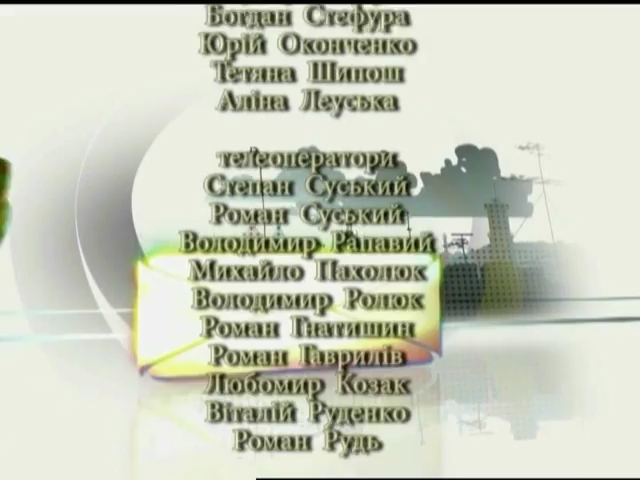 Богдан Стефура
Юрій Оконченко
Тетяна Шипош
Аліна Леуська
телеоператори
Степан Суський
Роман Суський
Володимир Рапавий
Михайло Пахолюк
Володимир Ролюк
Роман Гнатишин
Роман Гаврилів
Любомир Козак
Віталій Руденко
Роман Рудь